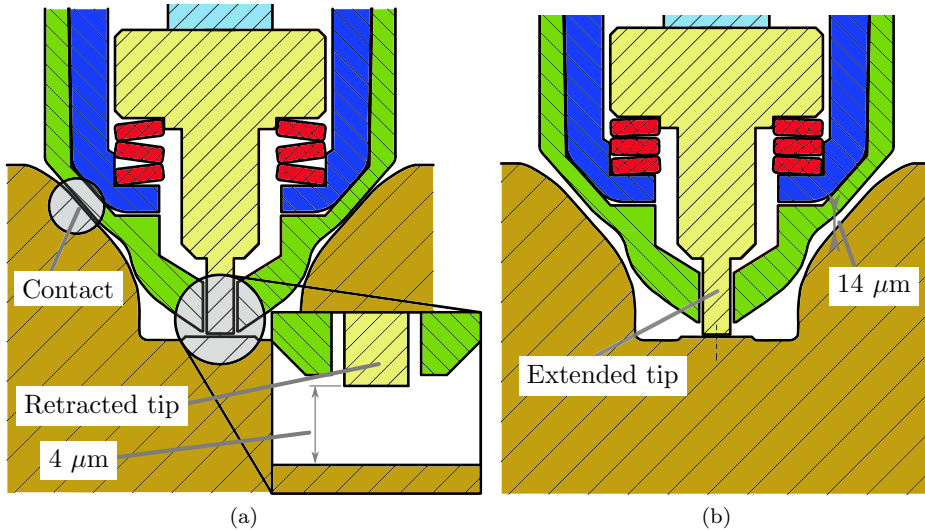 Contact
Retracted tip
4 μm
(a)
14 μm
Extended tip
(b)